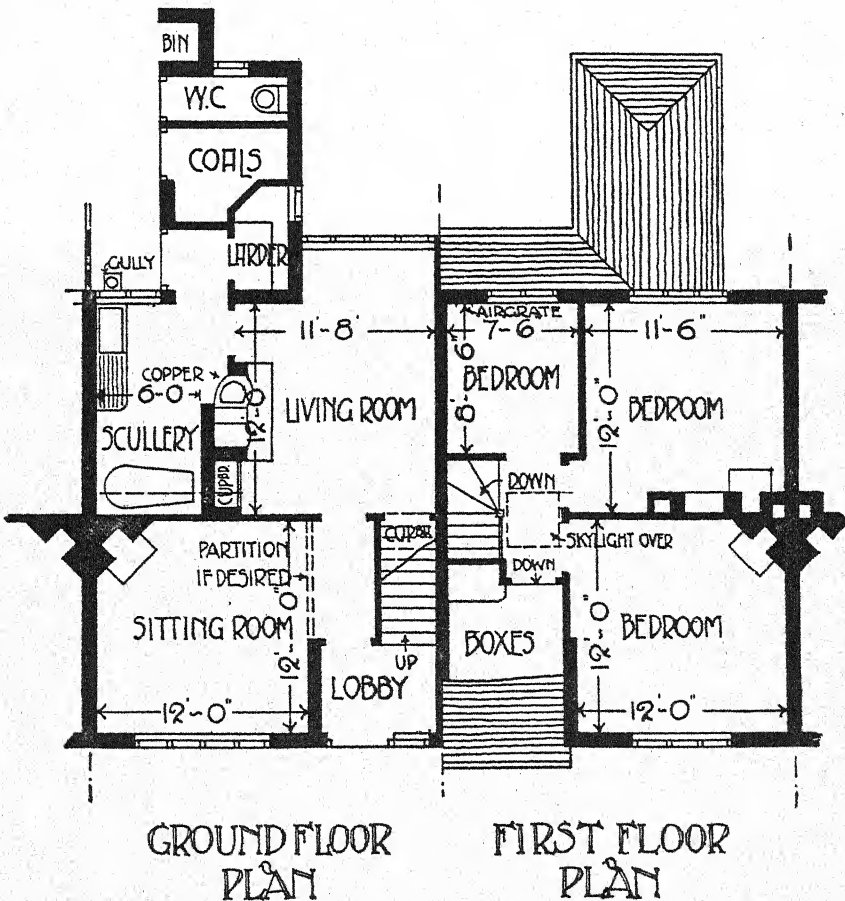 BIN
W.C
COALS
LARDER
GULLY
11'-8'
COPPER
6-0
12'-0"
LIVING ROOM
SCULLERY
CUPBD
PARTITION
IF DESIRED
CUPBD
SITTING ROOM
12'-0"
UP
LOBBY
12'-0"
AIRGRATE
7-6
11'-6"
8'-6"
BEDROOM
12'-0"
BEDROOM
DOWN
SKYLIGHT OVER
DOWN
BOXES
12'-0"
BEDROOM
12'-0"
GROUND FLOOR
PLAN
FIRST FLOOR
PLAN